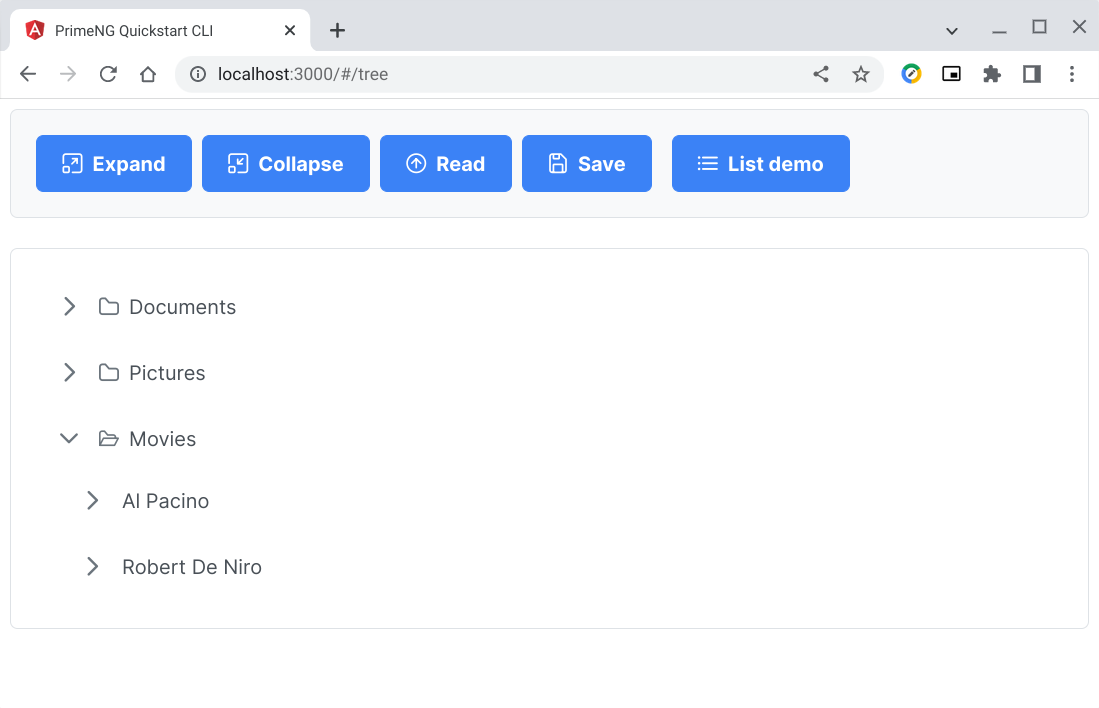 PrimeNG Quickstart CLI
localhost:3000/#/tree
Expand Collapse Read Save List demo
Documents
Pictures
Movies
Al Pacino
Robert De Niro